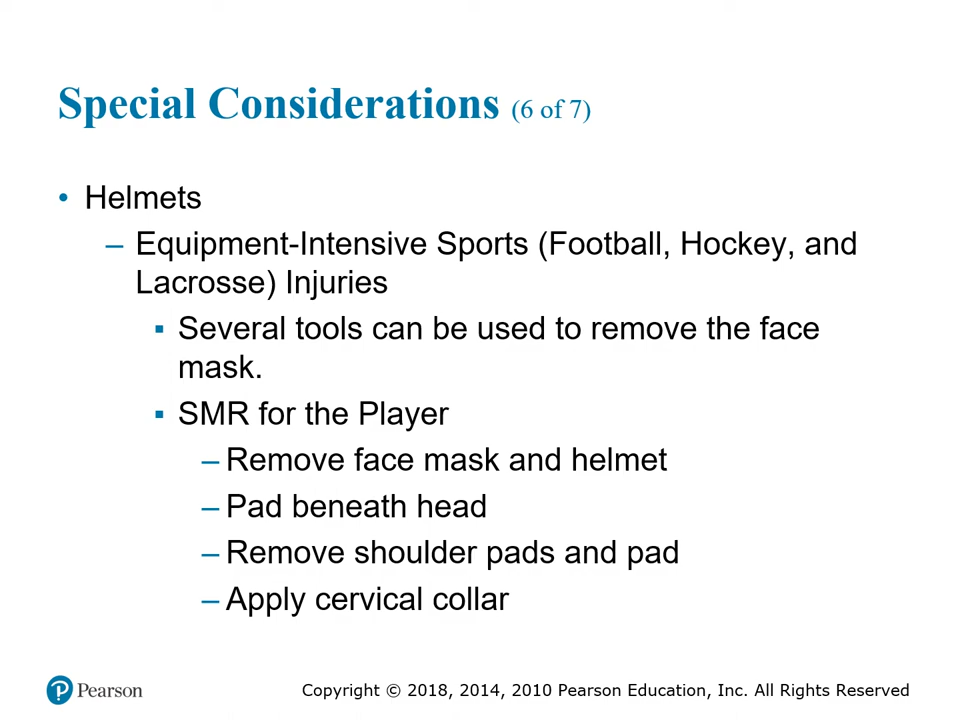 Special Considerations (6 of 7)
• Helmets
– Equipment-Intensive Sports (Football, Hockey, and
Lacrosse) Injuries
▪ Several tools can be used to remove the face
mask.
▪ SMR for the Player
– Remove face mask and helmet
– Pad beneath head
– Remove shoulder pads and pad
– Apply cervical collar
Pearson
Copyright © 2018, 2014, 2010 Pearson Education, Inc. All Rights Reserved